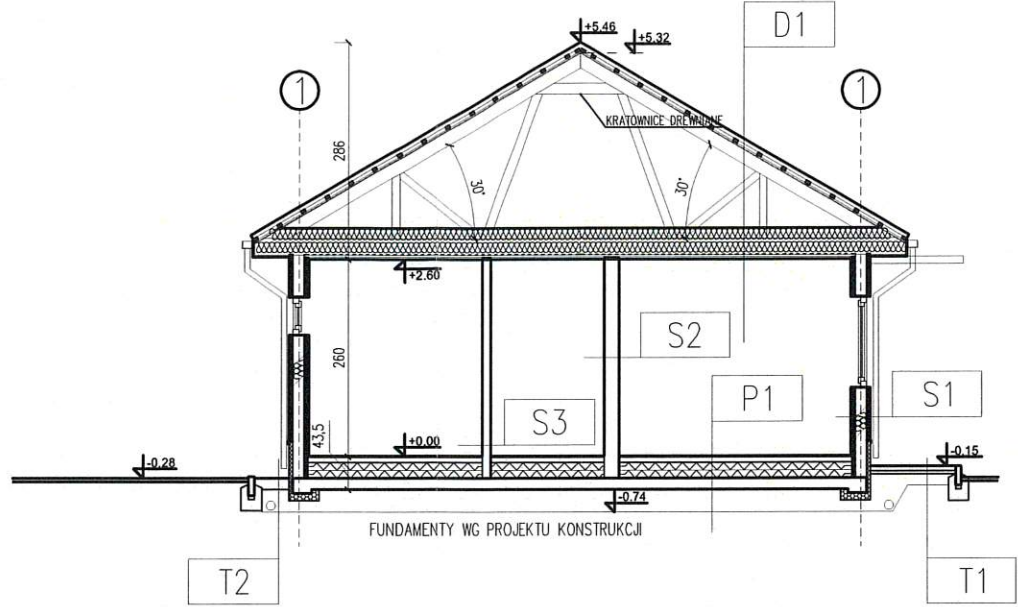 D1
+5.46
+5.32
1
1
KRATOWNICE DREWNIANE
286
30°
30°
+2.60
S2
260
P1
S1
S3
43,5
+0.00
-0.28
-0.15
-0.74
FUNDAMENTY WG PROJEKTU KONSTRUKCJI
T2
T1